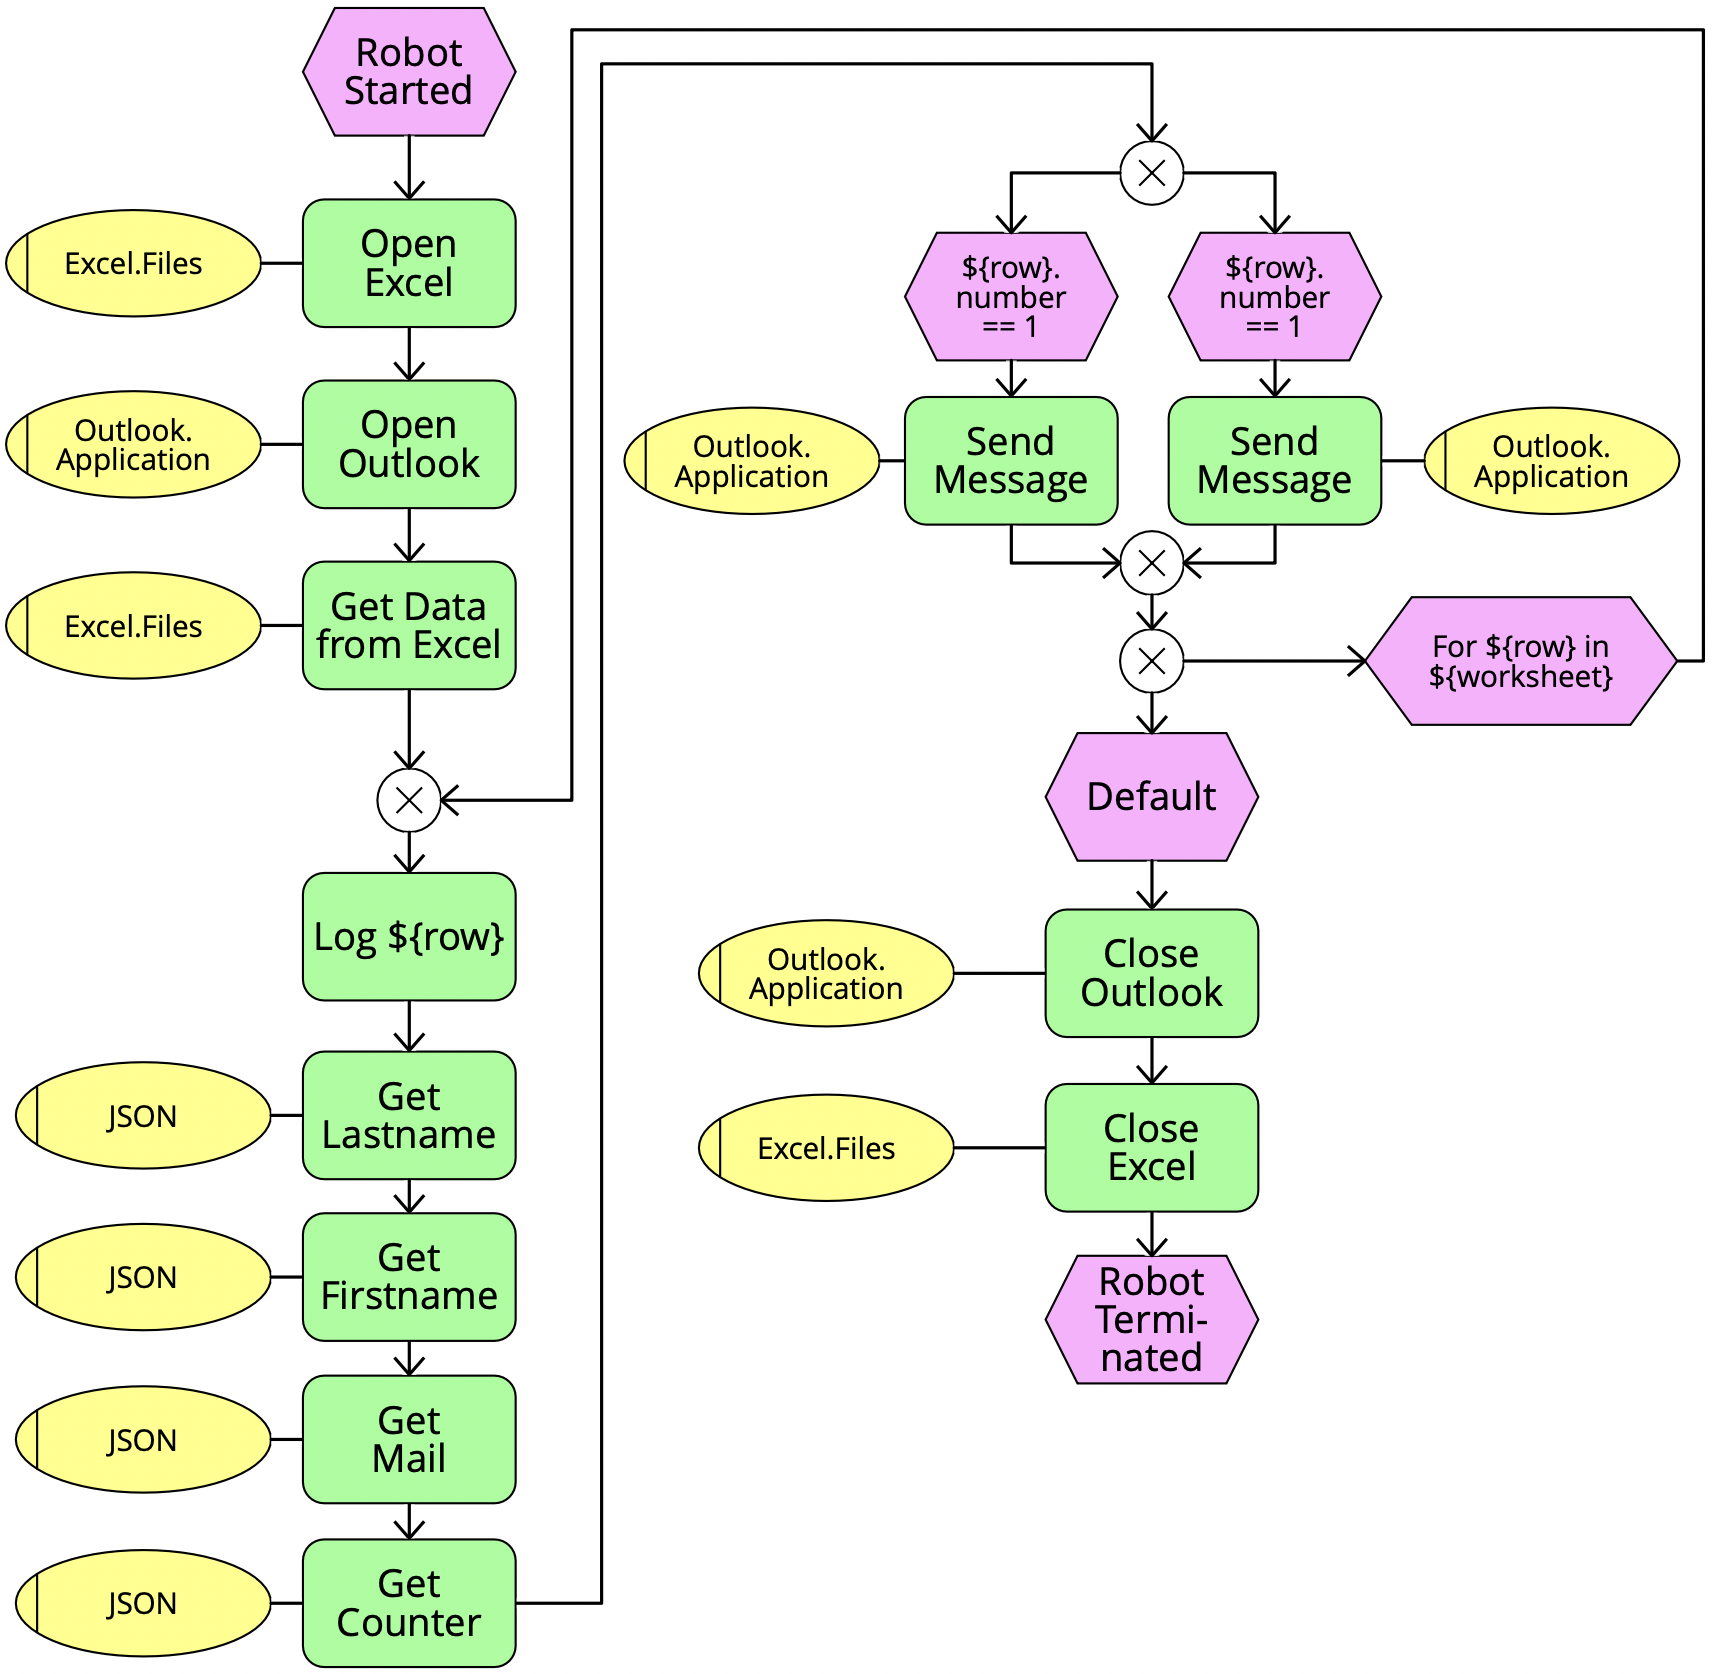 Robot
Started
Excel.Files
Open
Excel
Outlook.
Application
Open
Outlook
Excel.Files
Get Data
from Excel
Log ${row}
JSON
Get
Lastname
JSON
Get
Firstname
JSON
Get
Mail
JSON
Get
Counter
${row}.
number
== 1
${row}.
number
== 1
Outlook.
Application
Send
Message
Send
Message
Outlook.
Application
For ${row} in
${worksheet}
Default
Outlook.
Application
Close
Outlook
Excel.Files
Close
Excel
Robot
Termi-
nated